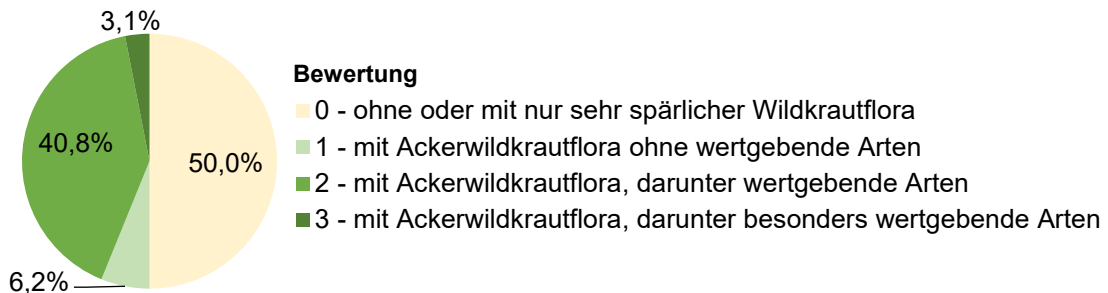 3,1%
40,8%
50,0%
6,2%
Bewertung
0 - ohne oder mit nur sehr spärlicher Wildkrautflora
1 - mit Ackerwildkrautflora ohne wertgebende Arten
2 - mit Ackerwildkrautflora, darunter wertgebende Arten
3 - mit Ackerwildkrautflora, darunter besonders wertgebende Arten